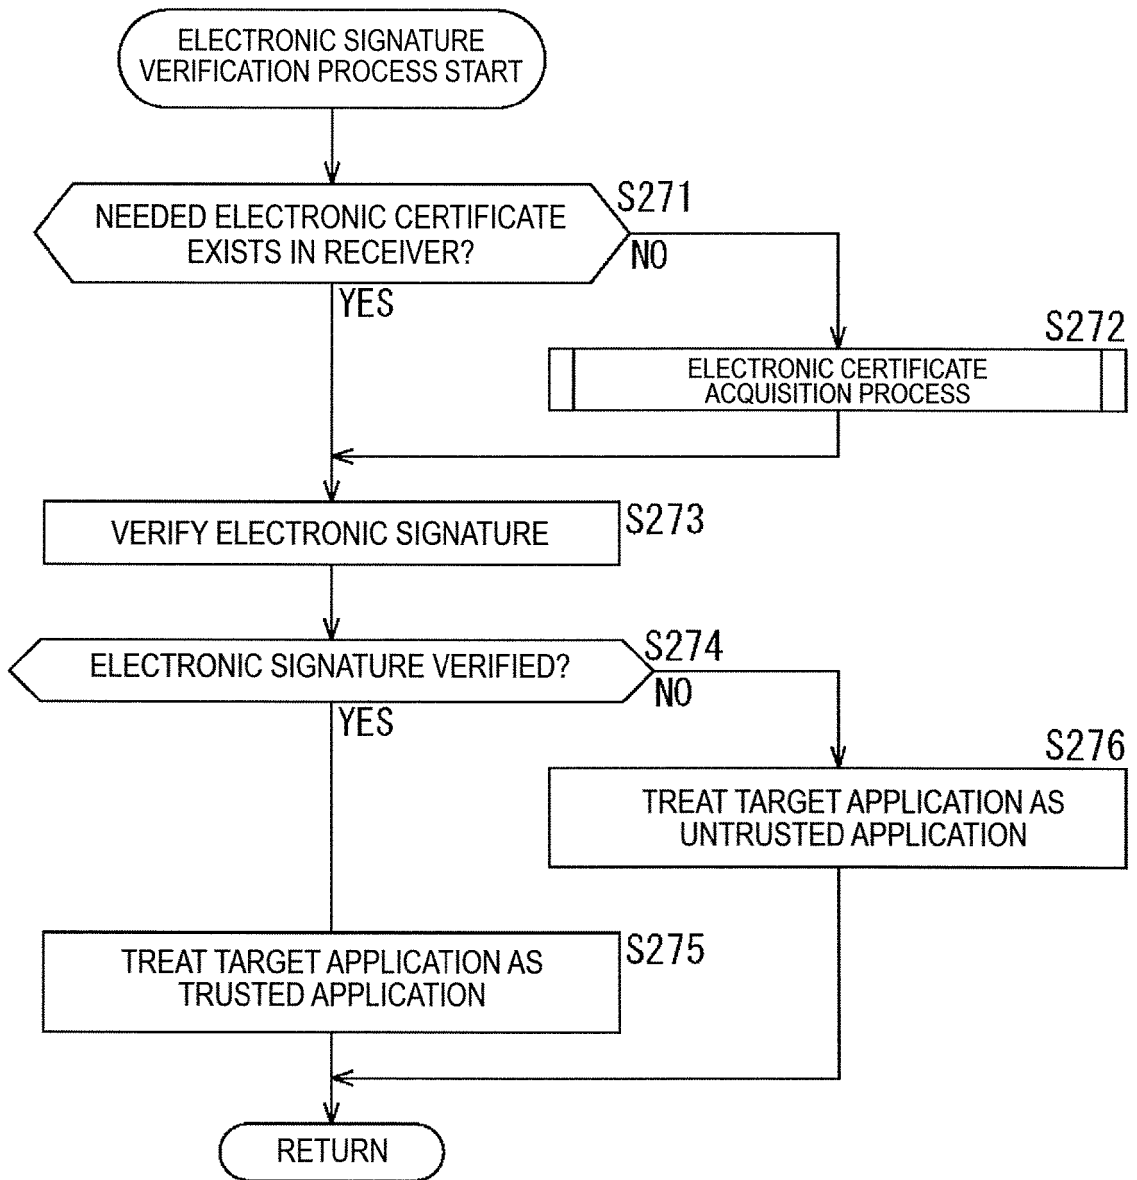 ELECTRONIC SIGNATURE
VERIFICATION PROCESS START
S271
NEEDED ELECTRONIC CERTIFICATE
EXISTS IN RECEIVER?
NO
YES
S272
ELECTRONIC CERTIFICATE
ACQUISITION PROCESS
VERIFY ELECTRONIC SIGNATURE
S273
S274
ELECTRONIC SIGNATURE VERIFIED?
NO
YES
S276
TREAT TARGET APPLICATION AS
UNTRUSTED APPLICATION
S275
TREAT TARGET APPLICATION AS
TRUSTED APPLICATION
RETURN